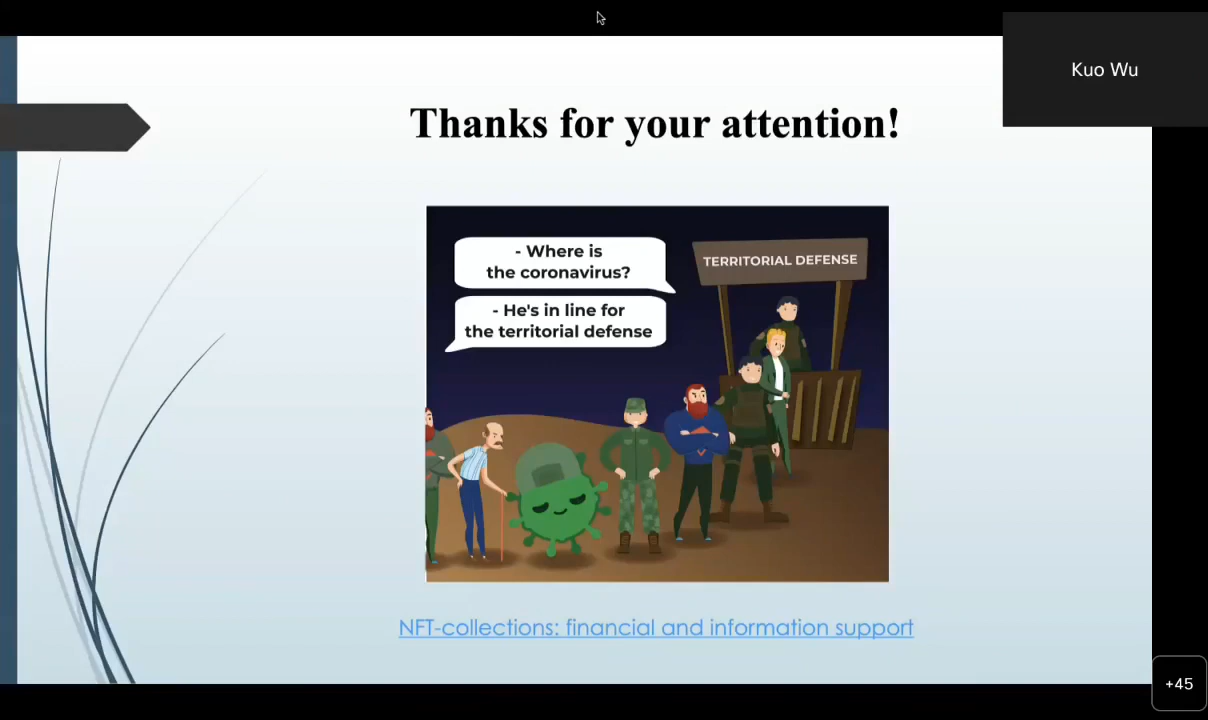 Kuo Wu
Thanks for your attention!
- Where is
the coronavirus?
TERRITORIAL DEFENSE
- He's in line for
the territorial defense
NFT-collections: financial and information support
+45